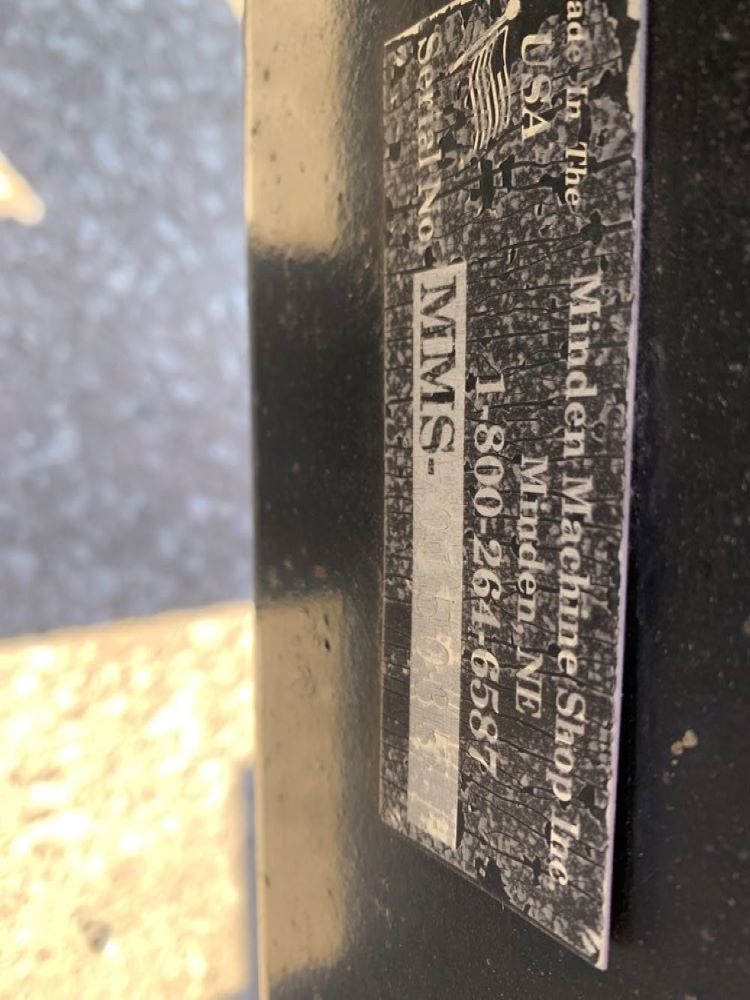 Made In The
USA
Minden Machine Shop Inc
Minden, NE
1-800-264-6587
Serial No. MMS-